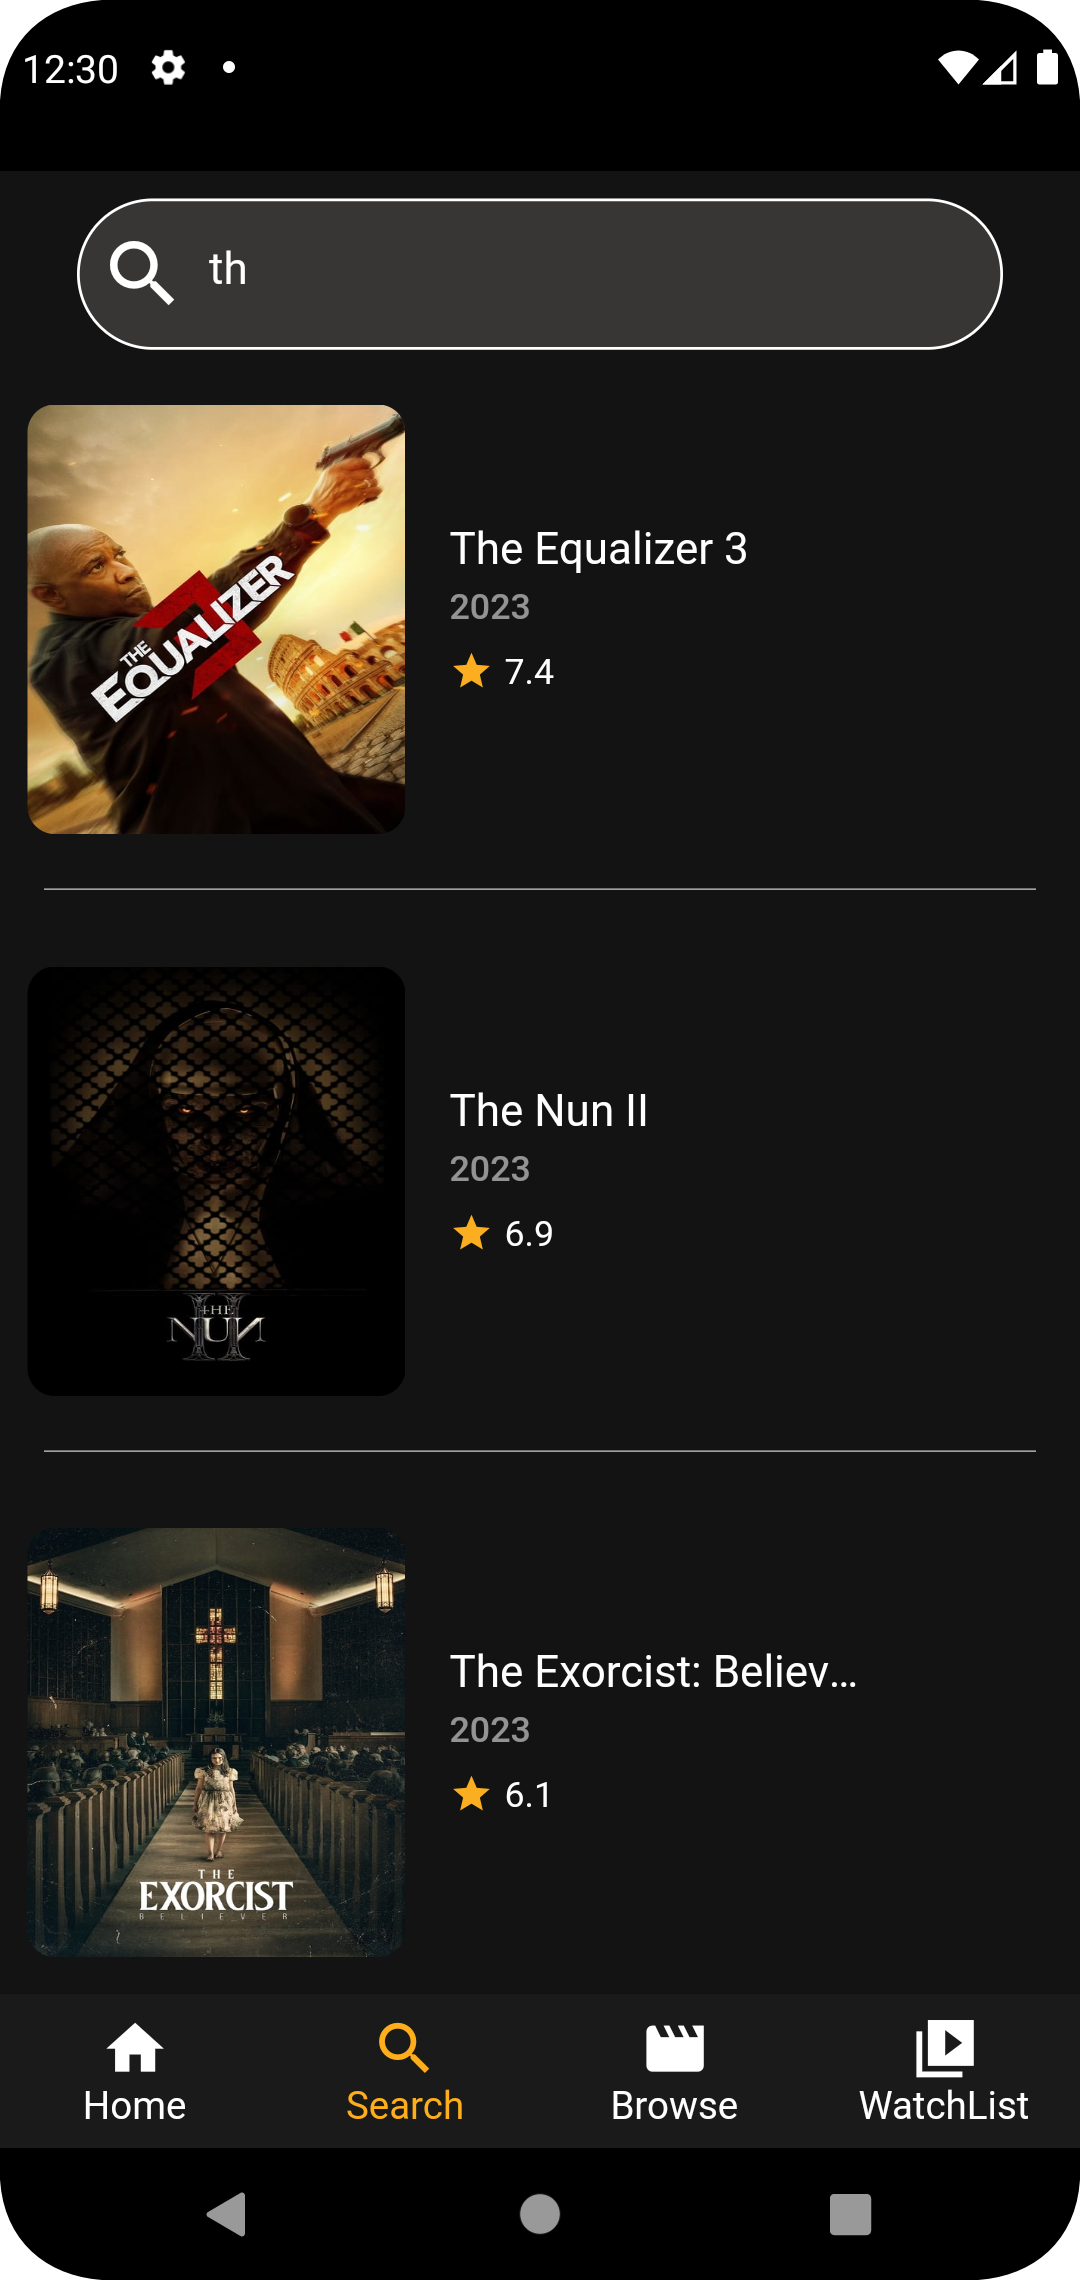 12:30
th
THE
EQUALIZER
3
The Equalizer 3
2023
7.4
THE
NUN
II
The Nun II
2023
6.9
THE
EXORCIST
BELIEVER
The Exorcist: Believ...
2023
6.1
Home
Search
Browse
WatchList